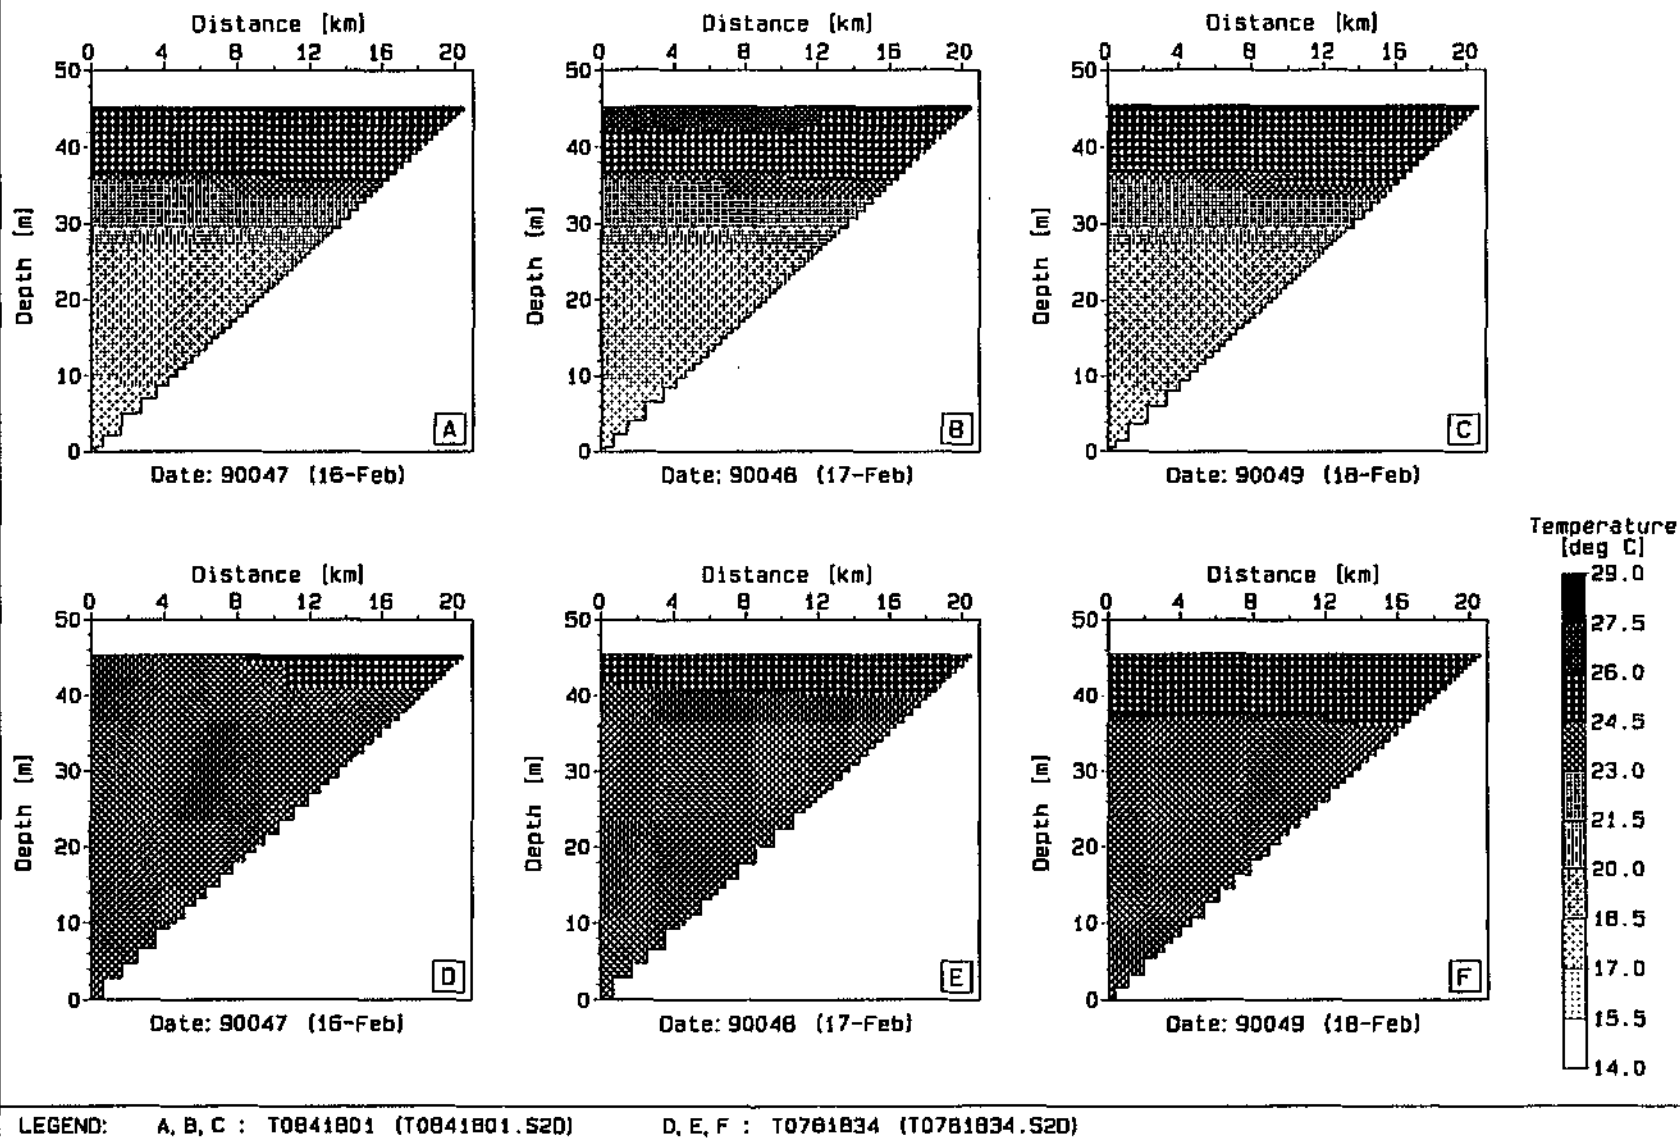 Distance [km] Distance [km] Distance [km]
0 4 8 12 16 20 0 4 8 12 16 20 0 4 8 12 16 20
50 50 50
40 40 40
30 30 30
Depth [m] Depth [m] Depth [m]
20 20 20
10 10 10
A B C
0 0 0
Date: 90047 (16-Feb) Date: 90048 (17-Feb) Date: 90049 (18-Feb)
Distance [km] Distance [km] Distance [km]
0 4 8 12 16 20 0 4 8 12 16 20 0 4 8 12 16 20
50 50 50
40 40 40
30 30 30
Depth [m] Depth [m] Depth [m]
20 20 20
10 10 10
D E F
0 0 0
Date: 90047 (16-Feb) Date: 90048 (17-Feb) Date: 90049 (18-Feb)
Temperature
[deg C]
29.0
27.5
26.0
24.5
23.0
21.5
20.0
18.5
17.0
15.5
14.0
LEGEND: A, B, C : T0841801 (T0841801.S2D) D, E, F : T0781834 (T0781834.S2D)